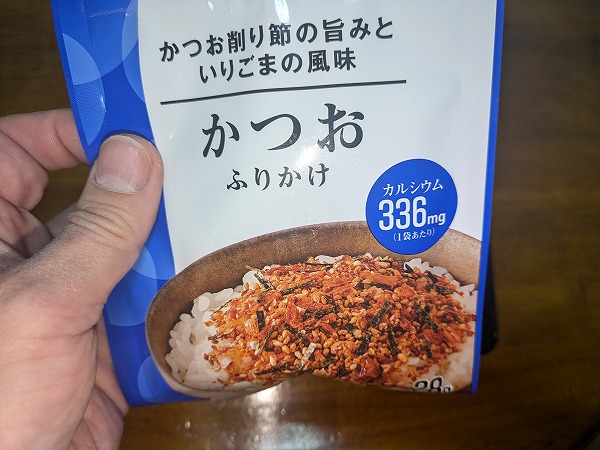 かつお削り節の旨みと
いりごまの風味
かつお
ふりかけ
カルシウム
336mg
(1袋あたり)
28g